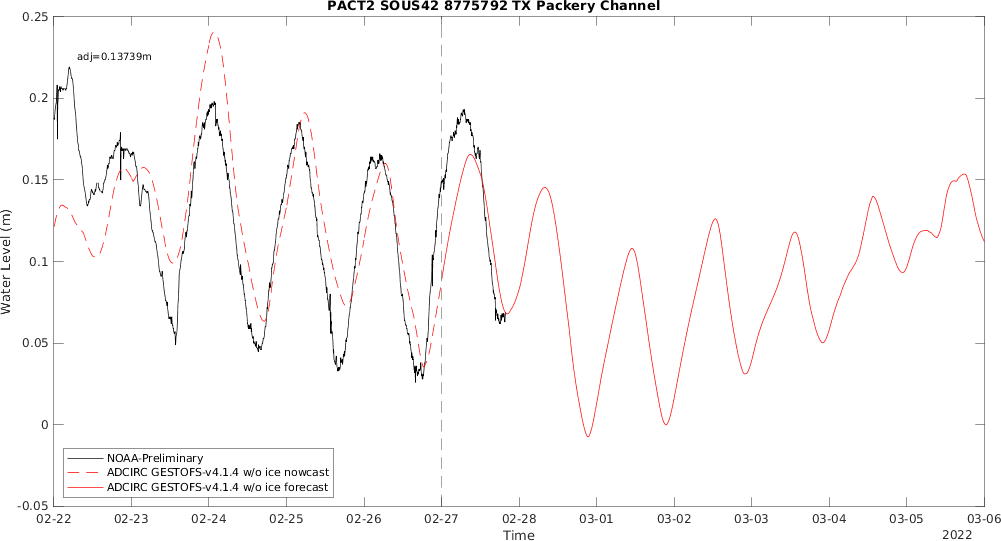 PACT2 SOUS42 8775792 TX Packery Channel
0.25
adj=0.13739m
0.2
0.15
0.1
0.05
0
-0.05
Water Level (m)
NOAA-Preliminary
ADCIRC GESTOFS-v4.1.4 w/o ice nowcast
ADCIRC GESTOFS-v4.1.4 w/o ice forecast
02-22 02-23 02-24 02-25 02-26 02-27 02-28 03-01 03-02 03-03 03-04 03-05 03-06
Time
2022